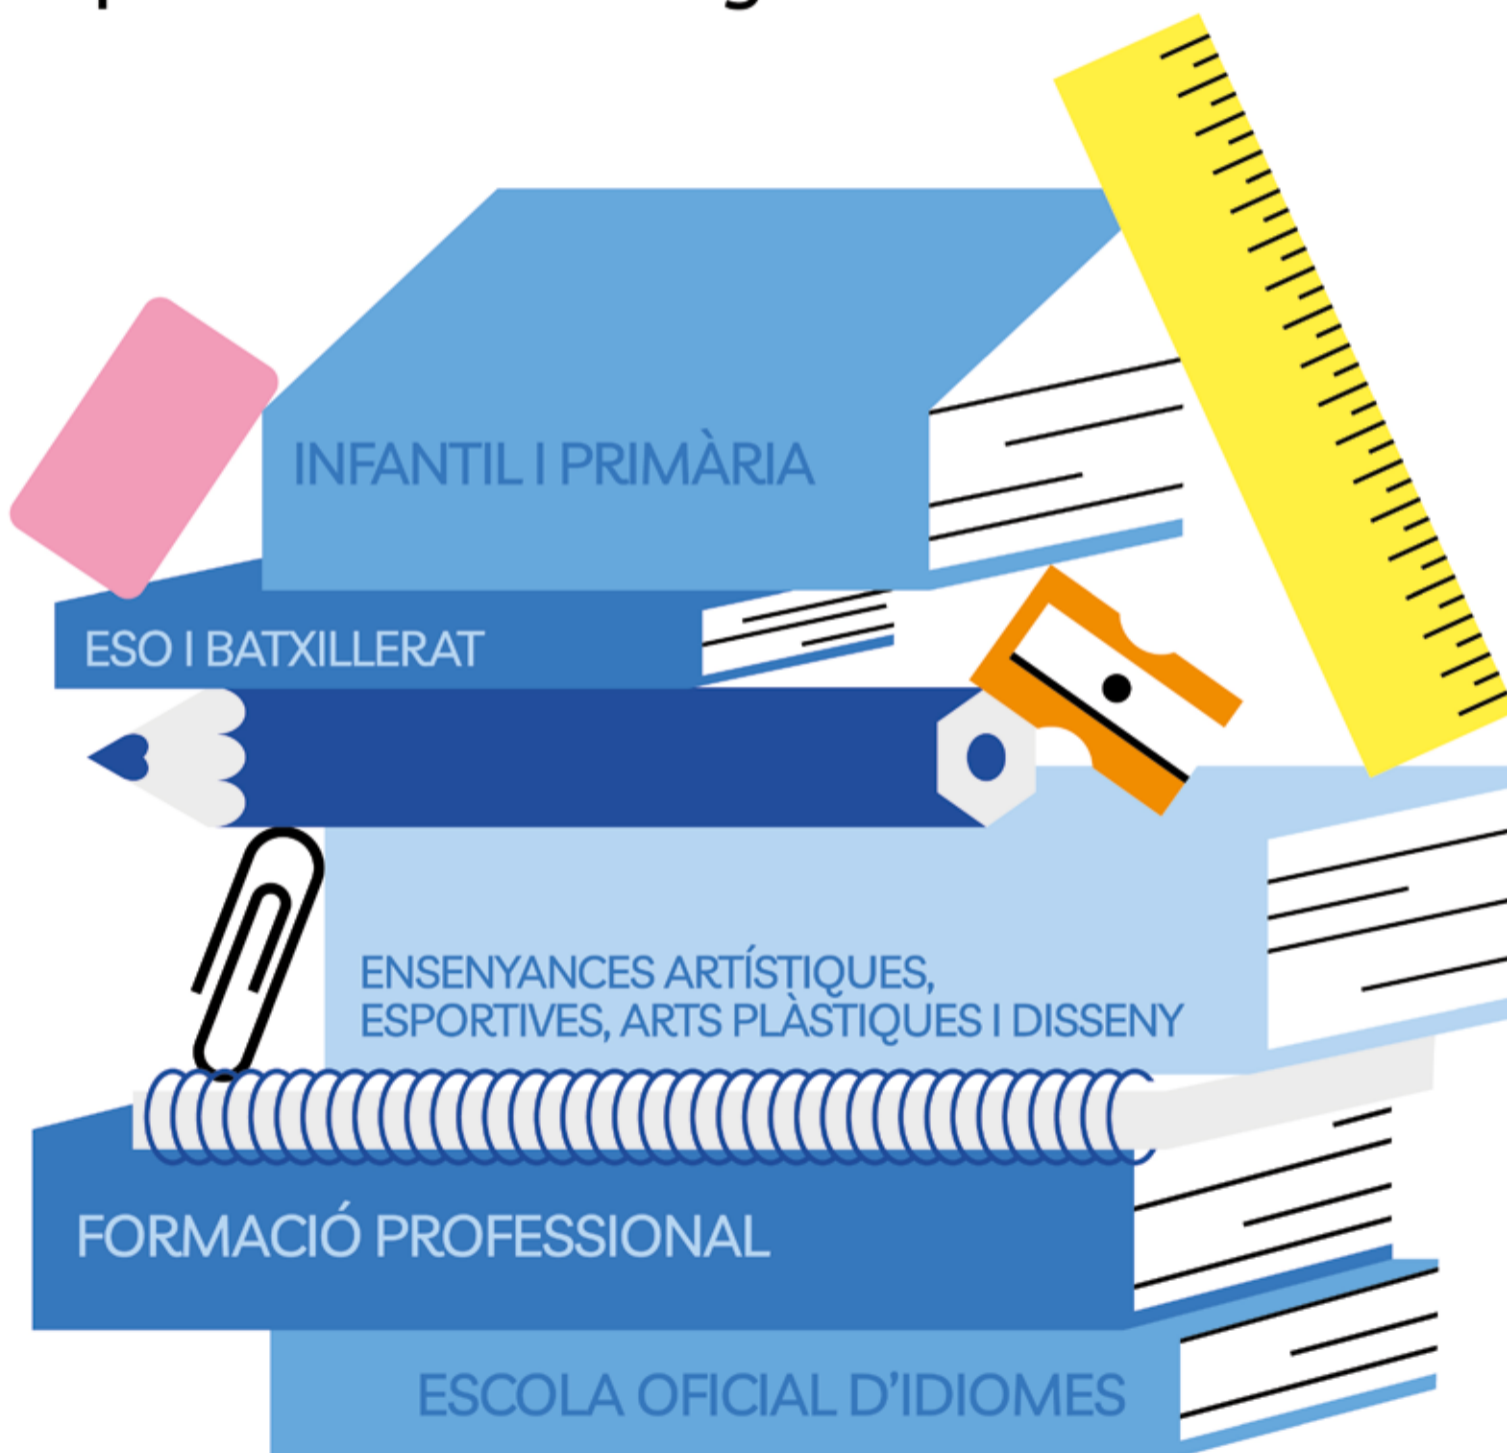 INFANTIL I PRIMÀRIA
ESO I BATXILLERAT
ENSENYANCES ARTÍSTIQUES,
ESPORTIVES, ARTS PLÀSTIQUES I DISSENY
FORMACIÓ PROFESSIONAL
ESCOLA OFICIAL D’IDIOMES